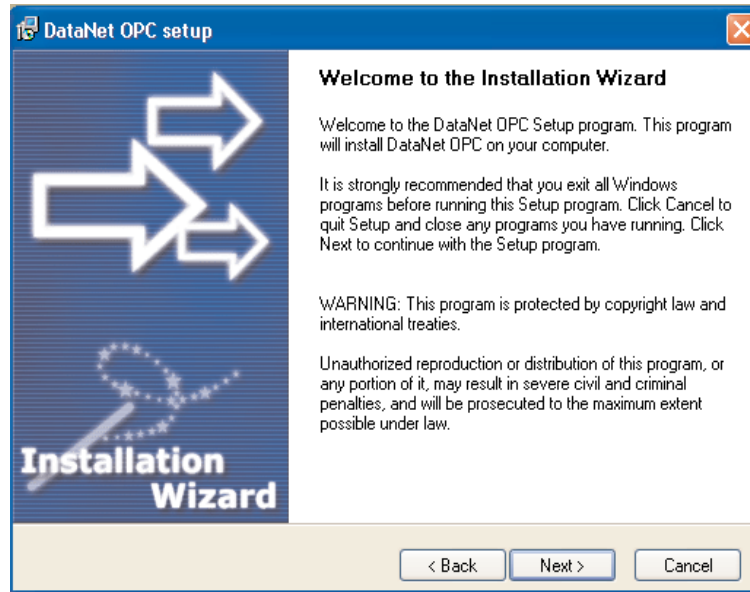 DataNet OPC setup
Welcome to the Installation Wizard
Welcome to the DataNet OPC Setup program. This program
will install DataNet OPC on your computer.
It is strongly recommended that you exit all Windows
programs before running this Setup program. Click Cancel to
quit Setup and close any programs you have running. Click
Next to continue with the Setup program.
WARNING: This program is protected by copyright law and
international treaties.
Unauthorized reproduction or distribution of this program, or
any portion of it, may result in severe civil and criminal
penalties, and will be prosecuted to the maximum extent
possible under law.
Installation
Wizard
< Back
Next >
Cancel